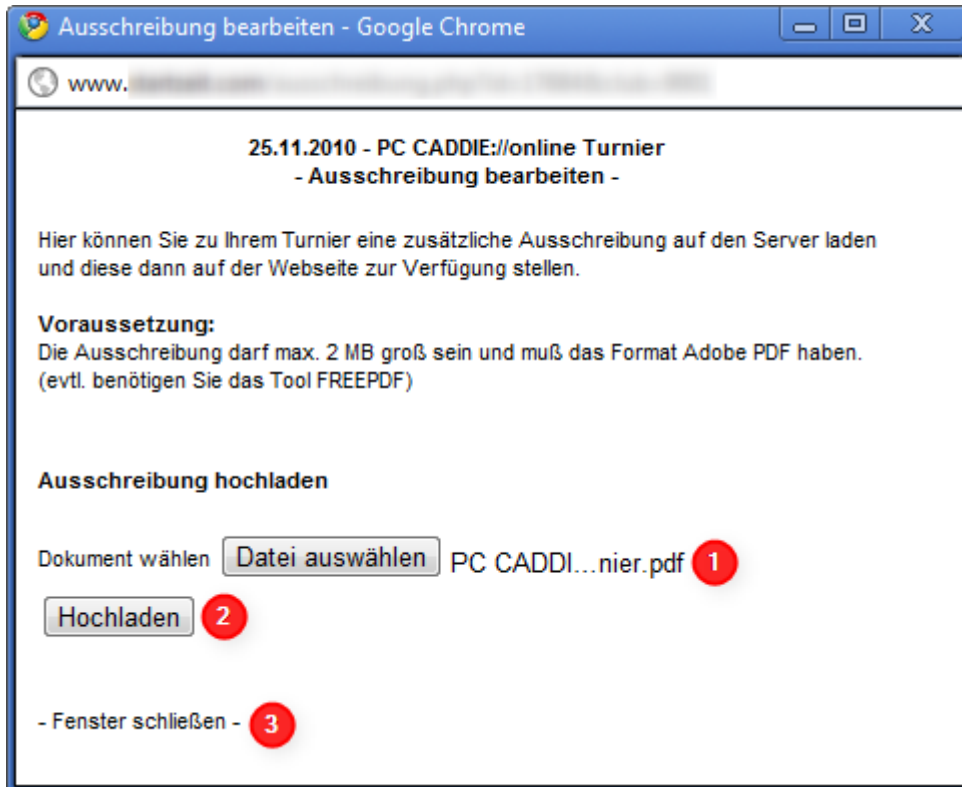 Ausschreibung bearbeiten - Google Chrome
www.
25.11.2010 - PC CADDIE://online Turnier
- Ausschreibung bearbeiten -
Hier können Sie zu Ihrem Turnier eine zusätzliche Ausschreibung auf den Server laden
und diese dann auf der Webseite zur Verfügung stellen.
Voraussetzung:
Die Ausschreibung darf max. 2 MB groß sein und muß das Format Adobe PDF haben.
(evtl. benötigen Sie das Tool FREEPDF)
Ausschreibung hochladen
Dokument wählen Datei auswählen PC CADDI...nier.pdf 1
Hochladen 2
- Fenster schließen - 3